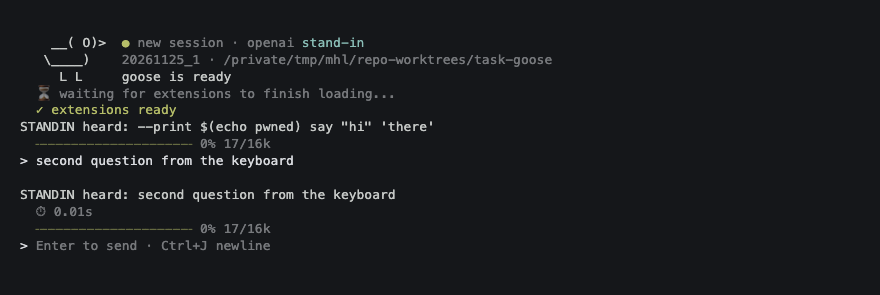 __( O)>  ● new session · openai stand-in
\____)    20261125_1 · /private/tmp/mhl/repo-worktrees/task-goose
L L     goose is ready
⏳ waiting for extensions to finish loading...
✓ extensions ready
STANDIN heard: --print $(echo pwned) say "hi" 'there'
-------------------- 0% 17/16k
> second question from the keyboard
STANDIN heard: second question from the keyboard
⏱ 0.01s
-------------------- 0% 17/16k
> Enter to send · Ctrl+J newline